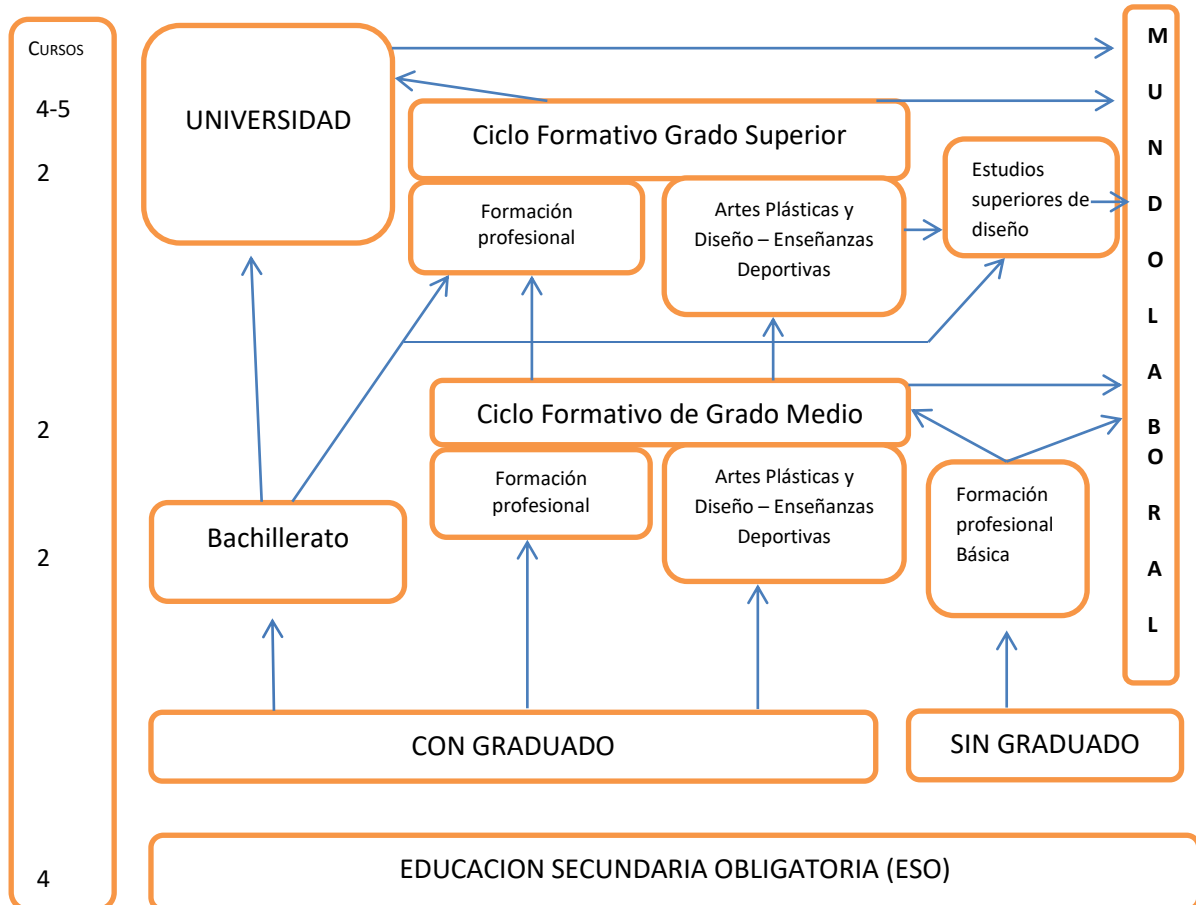 CURSOS
4-5
2
2
2
4
UNIVERSIDAD
Ciclo Formativo Grado Superior
Formación
profesional
Artes Plásticas y
Diseño – Enseñanzas
Deportivas
Estudios
superiores de
diseño
Ciclo Formativo de Grado Medio
Formación
profesional
Artes Plásticas y
Diseño – Enseñanzas
Deportivas
Formación
profesional
Básica
Bachillerato
CON GRADUADO
SIN GRADUADO
EDUCACION SECUNDARIA OBLIGATORIA (ESO)
M
U
N
D
O
L
A
B
O
R
A
L